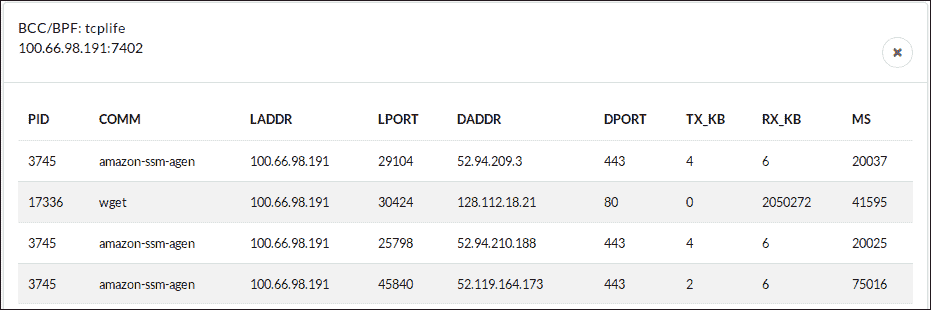 BCC/BPF: tcplife
100.66.98.191:7402
PID COMM LADDR LPORT DADDR DPORT TX_KB RX_KB MS
3745 amazon-ssm-agen 100.66.98.191 29104 52.94.209.3 443 4 6 20037
17336 wget 100.66.98.191 30424 128.112.18.21 80 0 2050272 41595
3745 amazon-ssm-agen 100.66.98.191 25798 52.94.210.188 443 4 6 20025
3745 amazon-ssm-agen 100.66.98.191 45840 52.119.164.173 443 2 6 75016